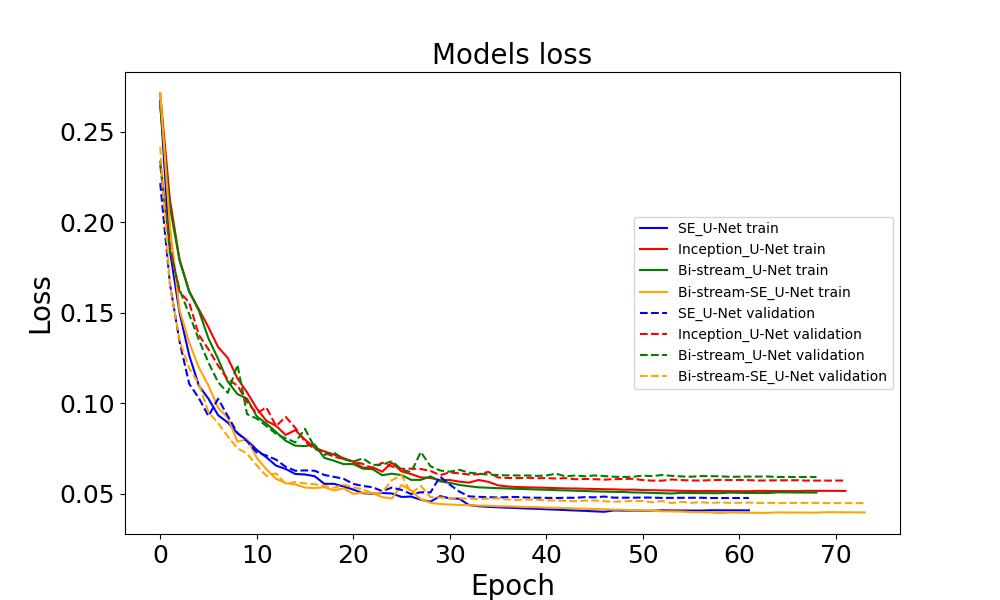 Models loss
Loss
0.25
0.20
0.15
0.10
0.05
SE_U-Net train
Inception_U-Net train
Bi-stream_U-Net train
Bi-stream-SE_U-Net train
SE_U-Net validation
Inception_U-Net validation
Bi-stream_U-Net validation
Bi-stream-SE_U-Net validation
0 10 20 30 40 50 60 70
Epoch